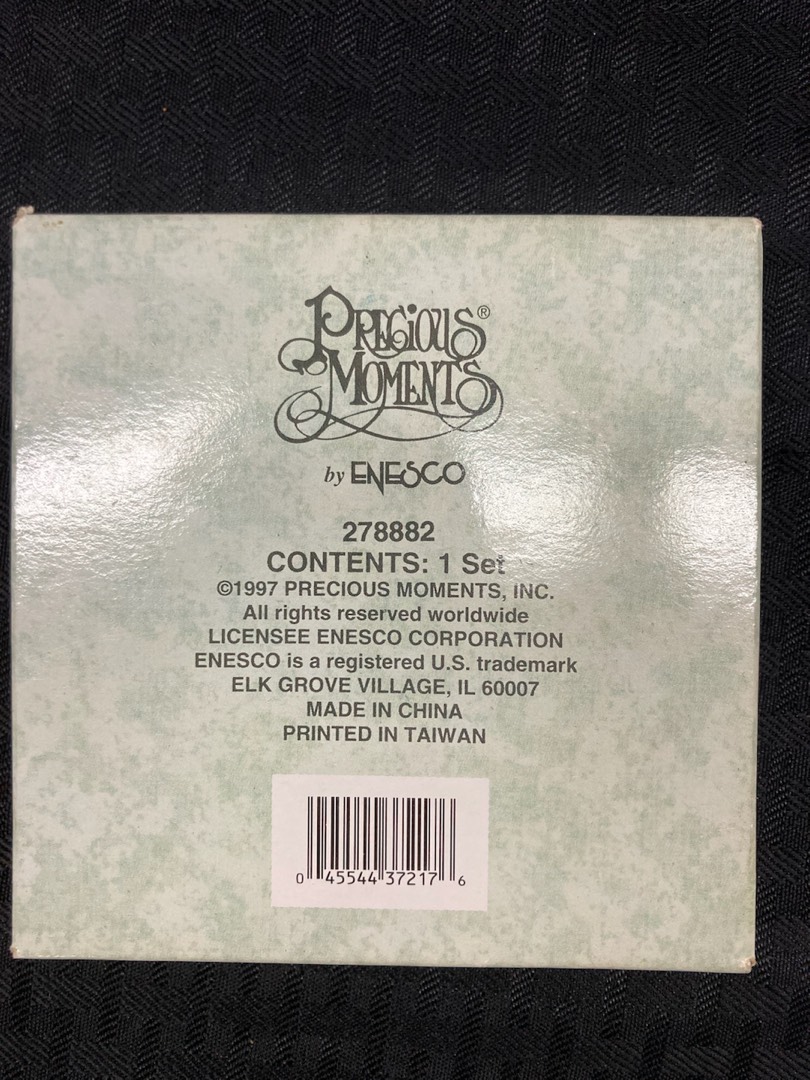 PRECIOUS®
MOMENTS
by ENESCO
278882
CONTENTS: 1 Set
©1997 PRECIOUS MOMENTS, INC.
All rights reserved worldwide
LICENSEE ENESCO CORPORATION
ENESCO is a registered U.S. trademark
ELK GROVE VILLAGE, IL 60007
MADE IN CHINA
PRINTED IN TAIWAN
0 45544 37217 6